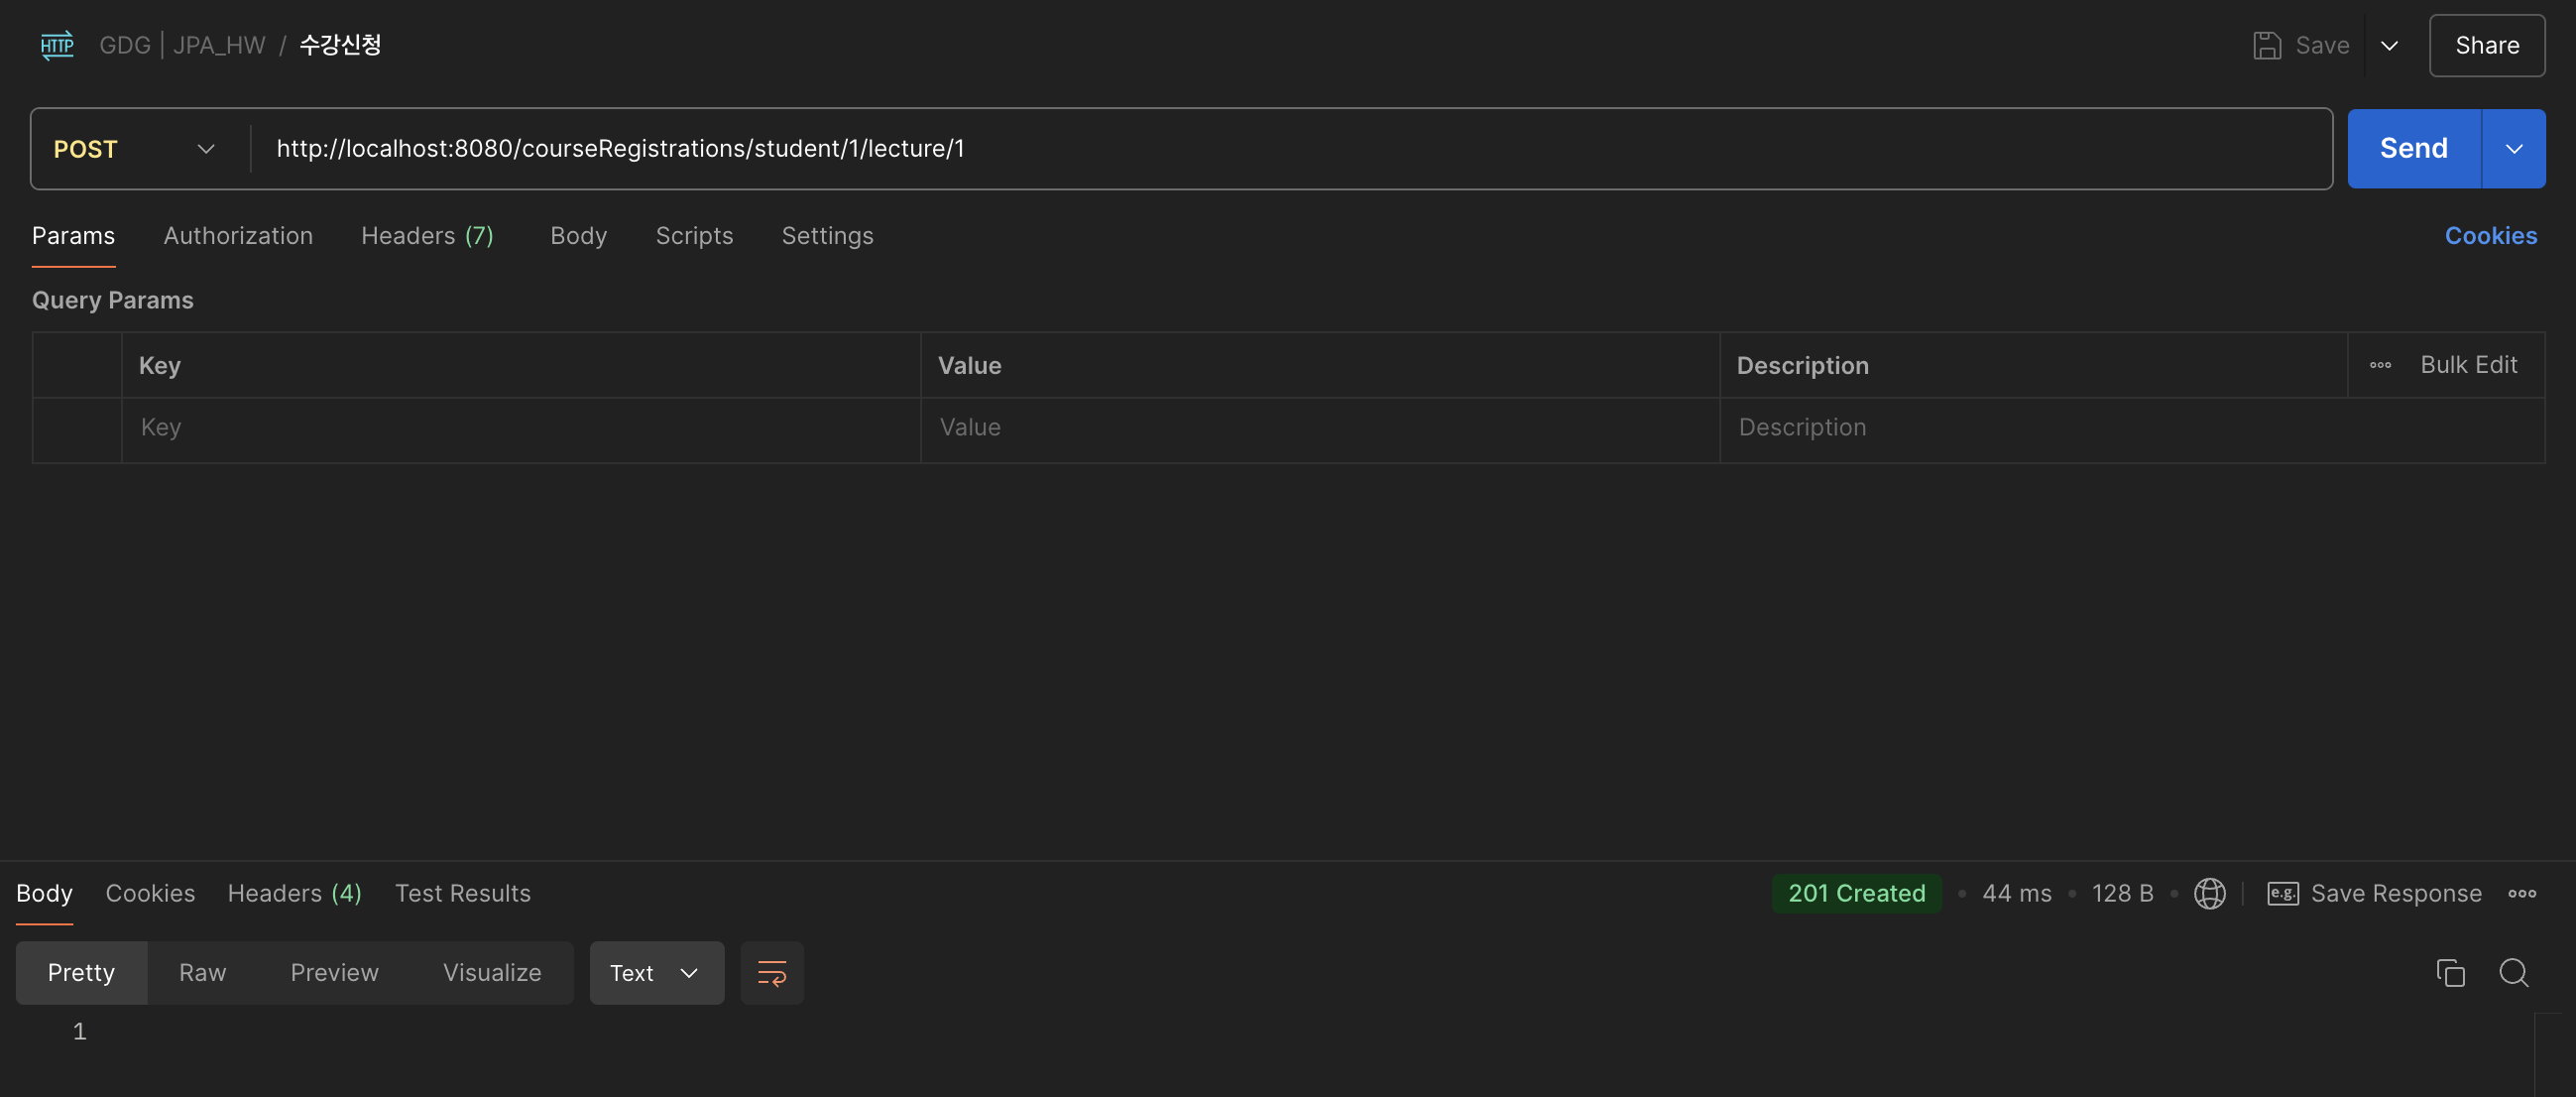 HTTP GDG | JPA_HW / 수강신청 Save Share
POST http://localhost:8080/courseRegistrations/student/1/lecture/1 Send
Params Authorization Headers (7) Body Scripts Settings Cookies
Query Params
Key Value Description Bulk Edit
Key Value Description
Body Cookies Headers (4) Test Results 201 Created • 44 ms • 128 B • e.g. Save Response
Pretty Raw Preview Visualize Text
1